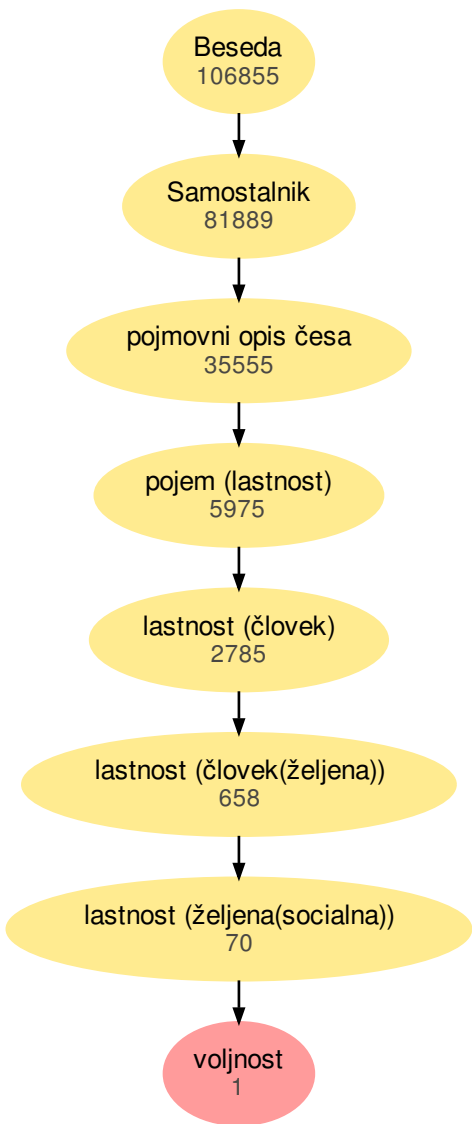 Beseda
106855
Samostalnik
81889
pojmovni opis česa
35555
pojem (lastnost)
5975
lastnost (človek)
2785
lastnost (človek(željena))
658
lastnost (željena(socialna))
70
voljnost
1